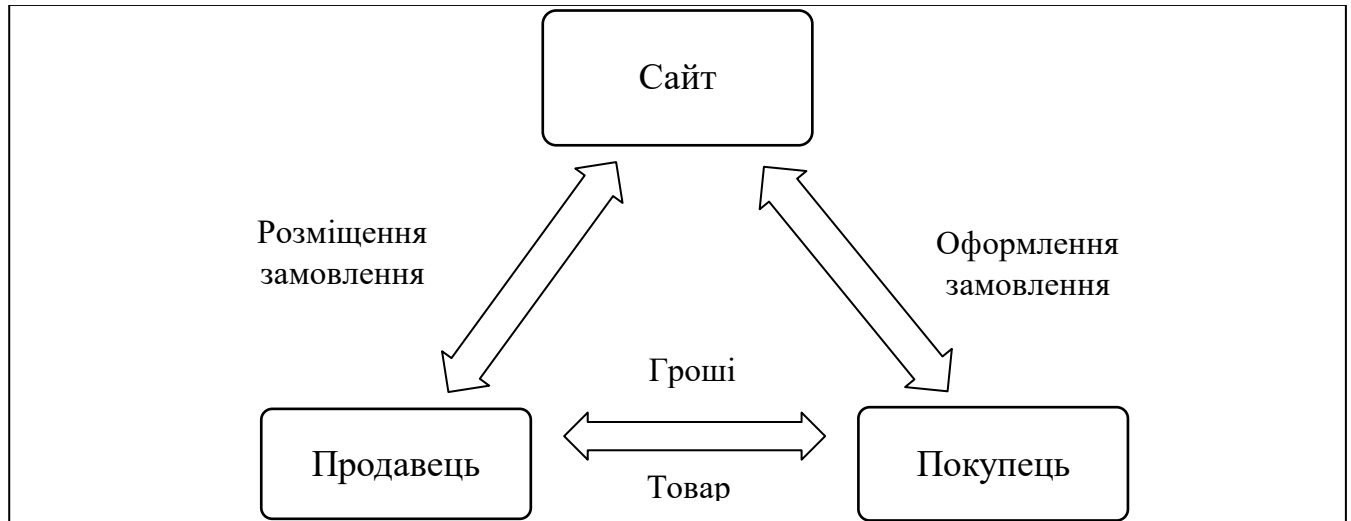 Сайт
Розміщення
замовлення
Оформлення
замовлення
Гроші
Продавець
Покупець
Товар